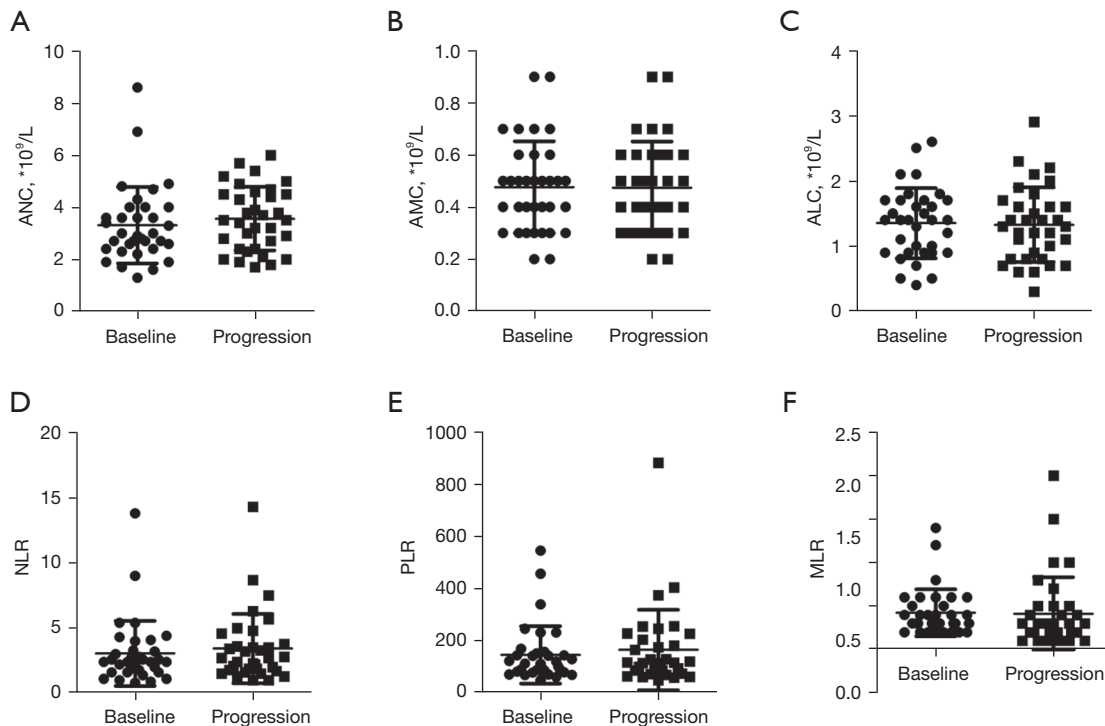 A
B
C
10
8
6
4
2
0
ANC, *10⁹/L
Baseline
Progression
1.0
0.8
0.6
0.4
0.2
0.0
AMC, *10⁹/L
Baseline
Progression
4
3
2
1
0
ALC, *10⁹/L
Baseline
Progression
D
E
F
20
15
10
5
0
NLR
Baseline
Progression
1000
800
600
400
200
0
PLR
Baseline
Progression
2.5
2.0
1.5
1.0
0.5
0.0
MLR
Baseline
Progression